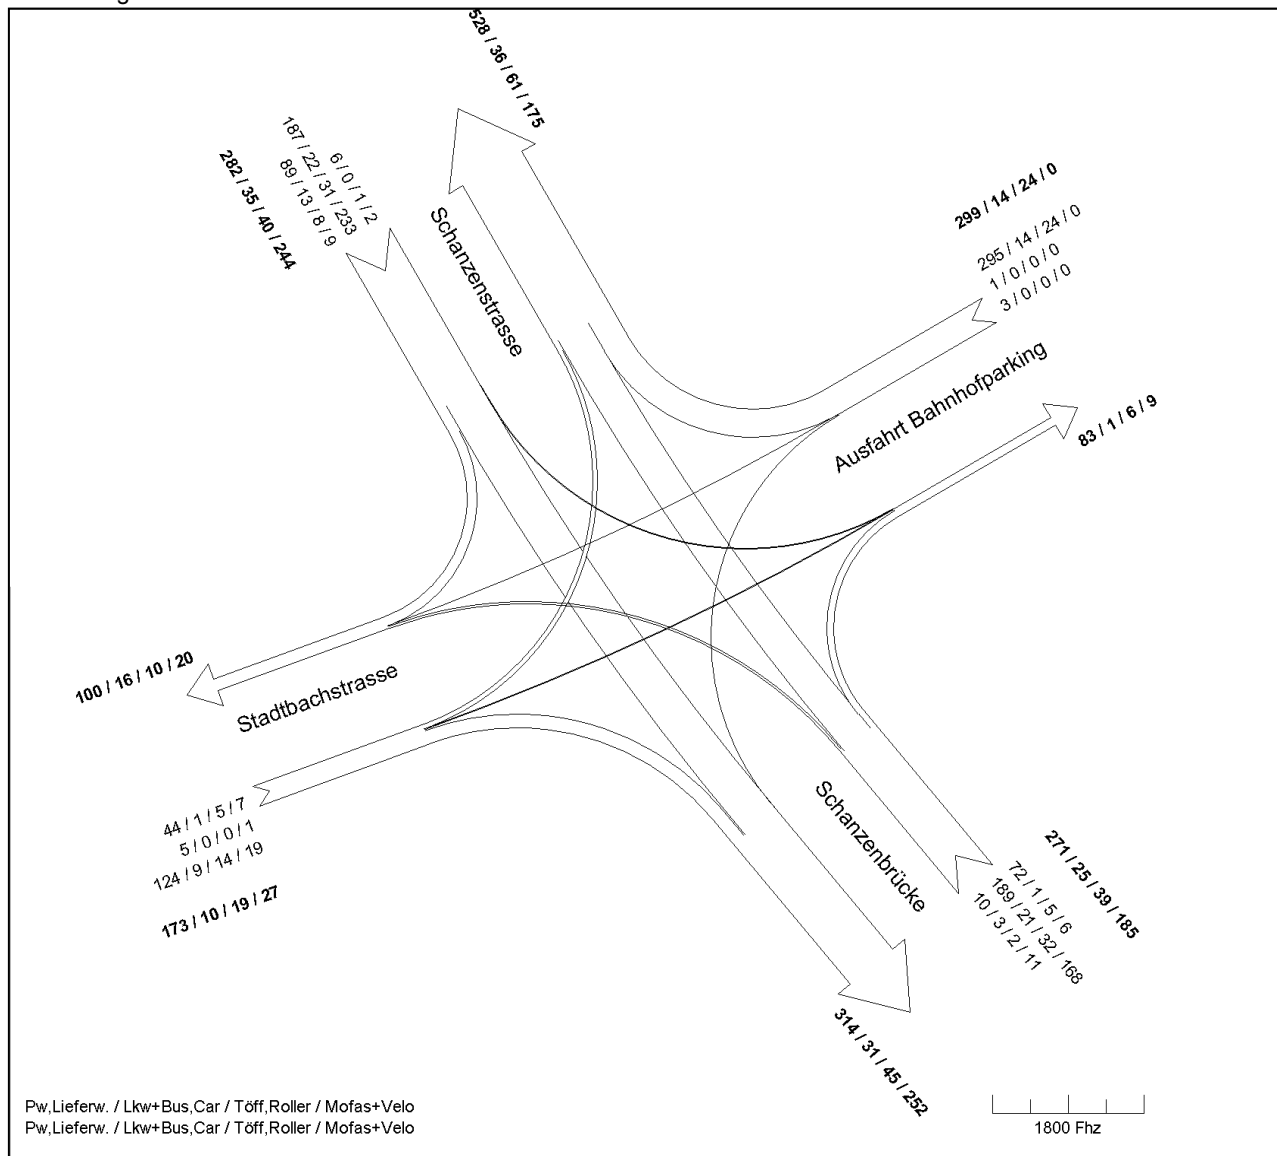 528 / 36 / 61 / 175
6 / 0 / 1 / 2
187 / 22 / 31 / 233
89 / 13 / 8 / 9
282 / 35 / 40 / 244
Schanzenstrasse
299 / 14 / 24 / 0
295 / 14 / 24 / 0
1 / 0 / 0 / 0
3 / 0 / 0 / 0
Ausfahrt Bahnhofparking
83 / 1 / 6 / 9
100 / 16 / 10 / 20
Stadtbachstrasse
44 / 1 / 5 / 7
5 / 0 / 0 / 1
124 / 9 / 14 / 19
173 / 10 / 19 / 27
Schanzenbrücke
271 / 25 / 39 / 185
72 / 1 / 5 / 6
189 / 21 / 32 / 168
10 / 3 / 2 / 11
314 / 31 / 45 / 252
Pw,Lieferw. / Lkw+Bus,Car / Töff,Roller / Mofas+Velo
Pw,Lieferw. / Lkw+Bus,Car / Töff,Roller / Mofas+Velo
1800 Fhz